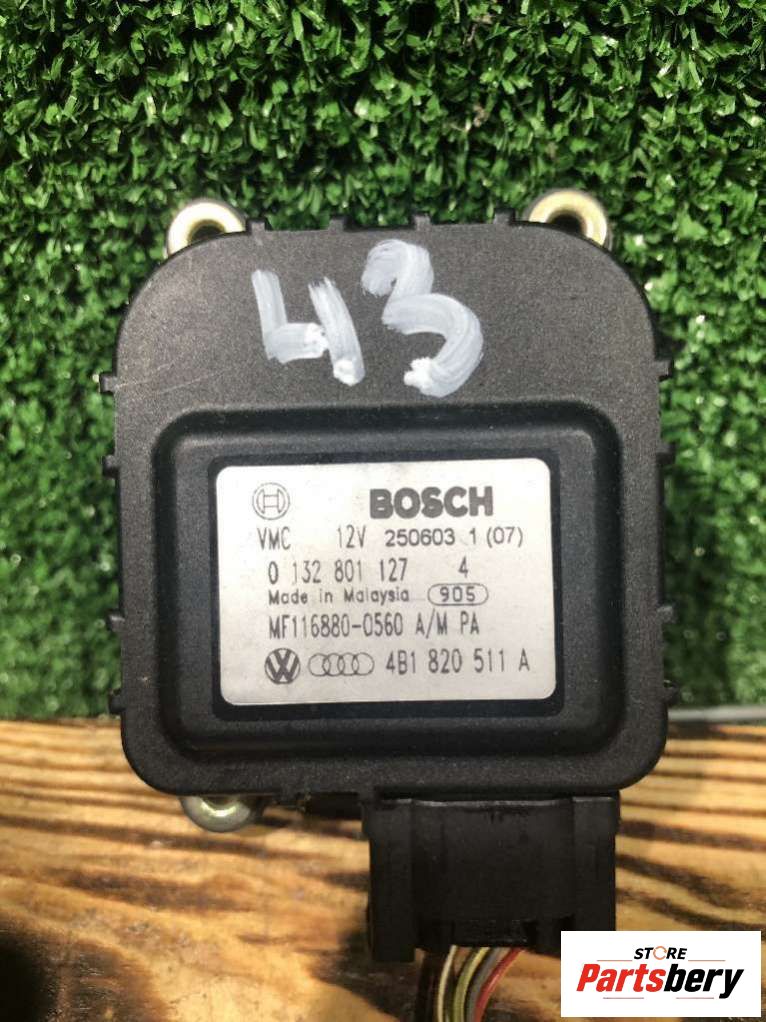 43
BOSCH
VMC 12V 250603 1 (07)
0 132 801 127 4
Made in Malaysia 905
MF116880-0560 A/M PA
4B1 820 511 A
STORE
Partsbery